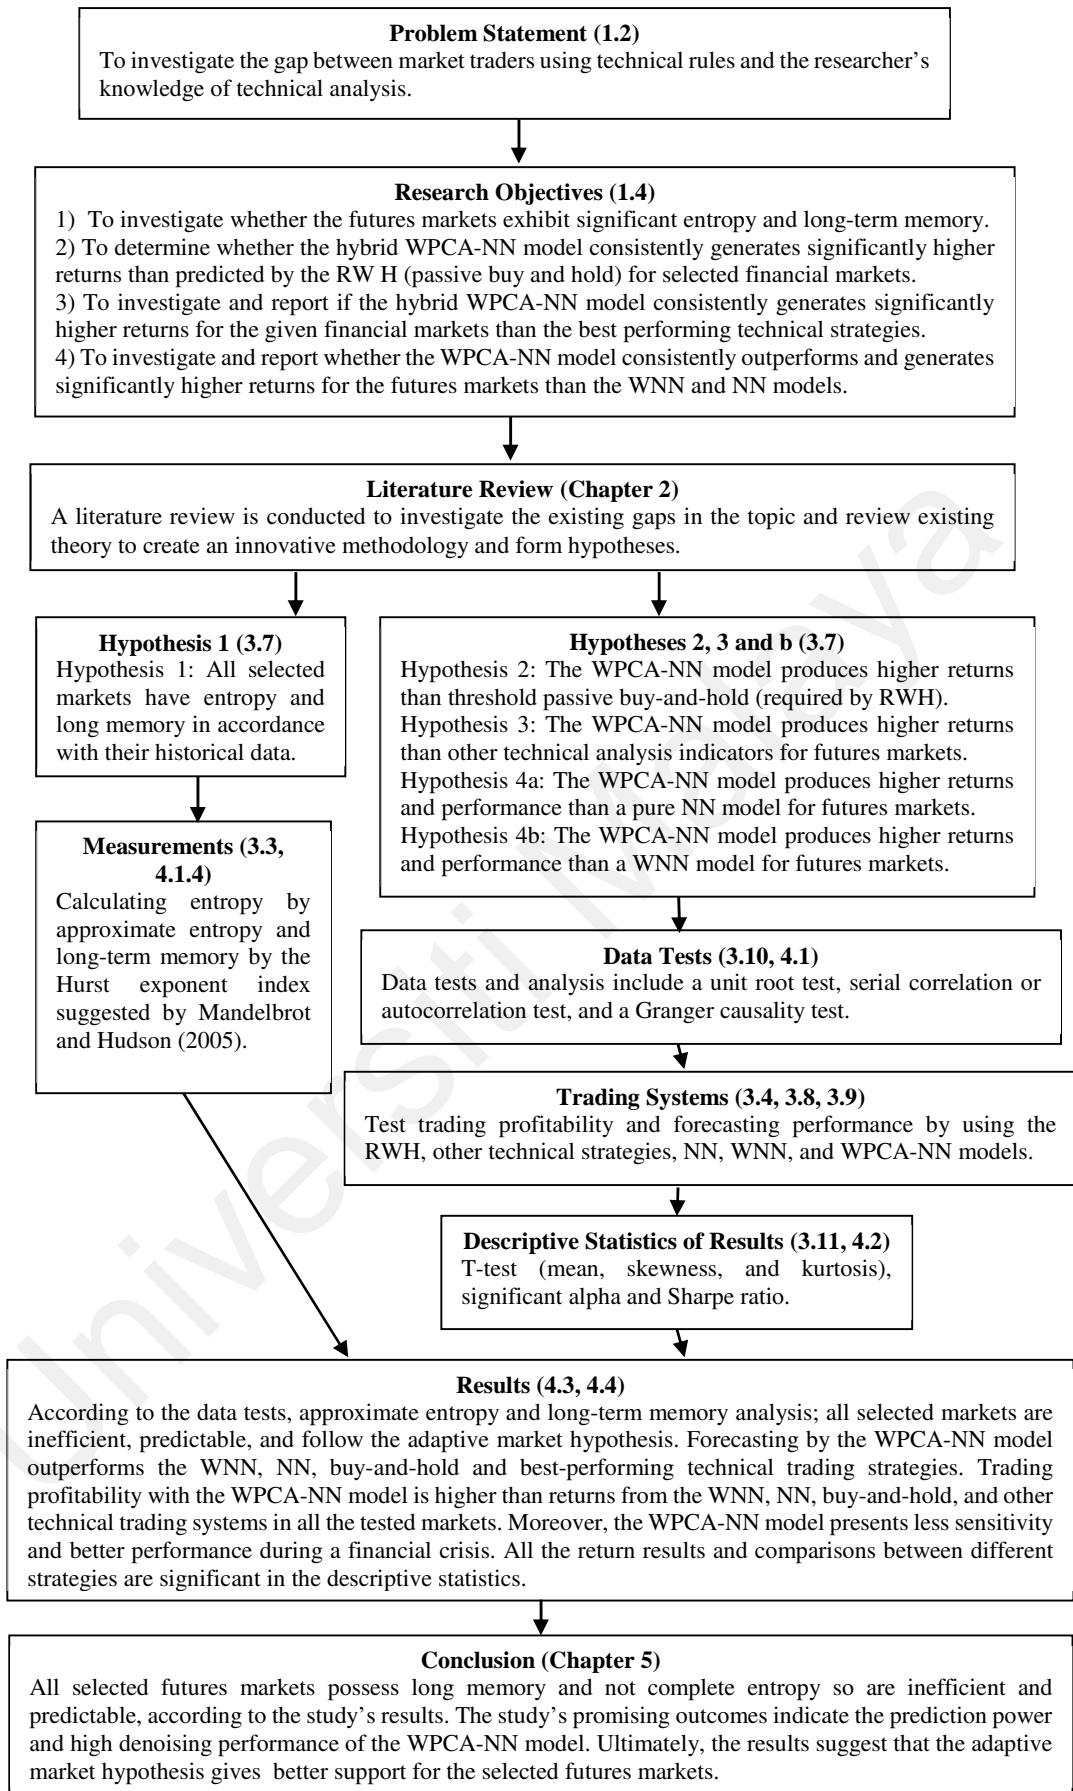 Problem Statement (1.2)
To investigate the gap between market traders using technical rules and the researcher's
knowledge of technical analysis.
Research Objectives (1.4)
1)  To investigate whether the futures markets exhibit significant entropy and long-term memory.
2) To determine whether the hybrid WPCA-NN model consistently generates significantly higher
returns than predicted by the RW H (passive buy and hold) for selected financial markets.
3) To investigate and report if the hybrid WPCA-NN model consistently generates significantly
higher returns for the given financial markets than the best performing technical strategies.
4) To investigate and report whether the WPCA-NN model consistently outperforms and generates
significantly higher returns for the futures markets than the WNN and NN models.
Literature Review (Chapter 2)
A literature review is conducted to investigate the existing gaps in the topic and review existing
theory to create an innovative methodology and form hypotheses.
Hypothesis 1 (3.7)
Hypothesis 1: All selected
markets have entropy and
long memory in accordance
with their historical data.
Hypotheses 2, 3 and b (3.7)
Hypothesis 2: The WPCA-NN model produces higher returns
than threshold passive buy-and-hold (required by RWH).
Hypothesis 3: The WPCA-NN model produces higher returns
than other technical analysis indicators for futures markets.
Hypothesis 4a: The WPCA-NN model produces higher returns
and performance than a pure NN model for futures markets.
Hypothesis 4b: The WPCA-NN model produces higher returns
and performance than a WNN model for futures markets.
Measurements (3.3,
4.1.4)
Calculating entropy by
approximate entropy and
long-term memory by the
Hurst exponent index
suggested by Mandelbrot
and Hudson (2005).
Data Tests (3.10, 4.1)
Data tests and analysis include a unit root test, serial correlation or
autocorrelation test, and a Granger causality test.
Trading Systems (3.4, 3.8, 3.9)
Test trading profitability and forecasting performance by using the
RWH, other technical strategies, NN, WNN, and WPCA-NN models.
Descriptive Statistics of Results (3.11, 4.2)
T-test (mean, skewness, and kurtosis),
significant alpha and Sharpe ratio.
Results (4.3, 4.4)
According to the data tests, approximate entropy and long-term memory analysis; all selected markets are
inefficient, predictable, and follow the adaptive market hypothesis. Forecasting by the WPCA-NN model
outperforms the WNN, NN, buy-and-hold and best-performing technical trading strategies. Trading
profitability with the WPCA-NN model is higher than returns from the WNN, NN, buy-and-hold, and other
technical trading systems in all the tested markets. Moreover, the WPCA-NN model presents less sensitivity
and better performance during a financial crisis. All the return results and comparisons between different
strategies are significant in the descriptive statistics.
Conclusion (Chapter 5)
All selected futures markets possess long memory and not complete entropy so are inefficient and
predictable, according to the study's results. The study's promising outcomes indicate the prediction power
and high denoising performance of the WPCA-NN model. Ultimately, the results suggest that the adaptive
market hypothesis gives  better support for the selected futures markets.
Universiti Malaya